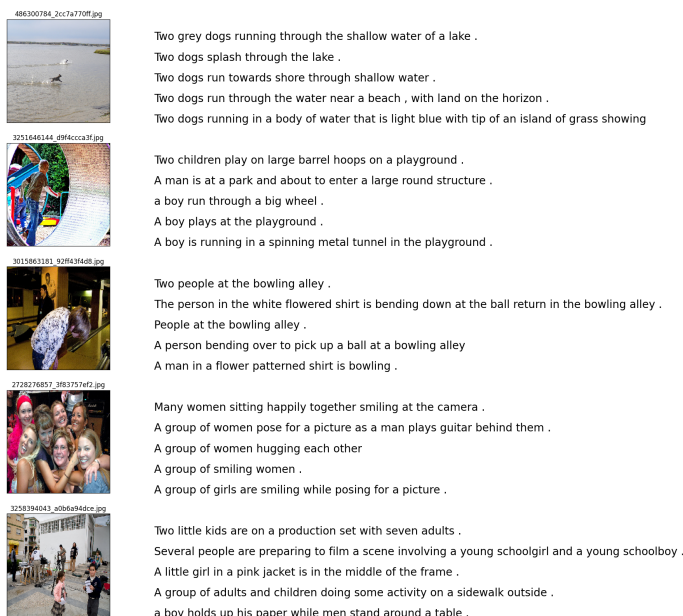 486300784_2cc7a770ff.jpg
Two grey dogs running through the shallow water of a lake .
Two dogs splash through the lake .
Two dogs run towards shore through shallow water .
Two dogs run through the water near a beach , with land on the horizon .
Two dogs running in a body of water that is light blue with tip of an island of grass showing
3251646144_d9f4ccca3f.jpg
Two children play on large barrel hoops on a playground .
A man is at a park and about to enter a large round structure .
a boy run through a big wheel .
A boy plays at the playground .
A boy is running in a spinning metal tunnel in the playground .
3015863181_92ff43f4d8.jpg
Two people at the bowling alley .
The person in the white flowered shirt is bending down at the ball return in the bowling alley .
People at the bowling alley .
A person bending over to pick up a ball at a bowling alley
A man in a flower patterned shirt is bowling .
2728276857_3f83757ef2.jpg
Many women sitting happily together smiling at the camera .
A group of women pose for a picture as a man plays guitar behind them .
A group of women hugging each other
A group of smiling women .
A group of girls are smiling while posing for a picture .
3258394043_a0b6a94dce.jpg
Two little kids are on a production set with seven adults .
Several people are preparing to film a scene involving a young schoolgirl and a young schoolboy .
A little girl in a pink jacket is in the middle of the frame .
A group of adults and children doing some activity on a sidewalk outside .
a boy holds up his paper while men stand around a table .